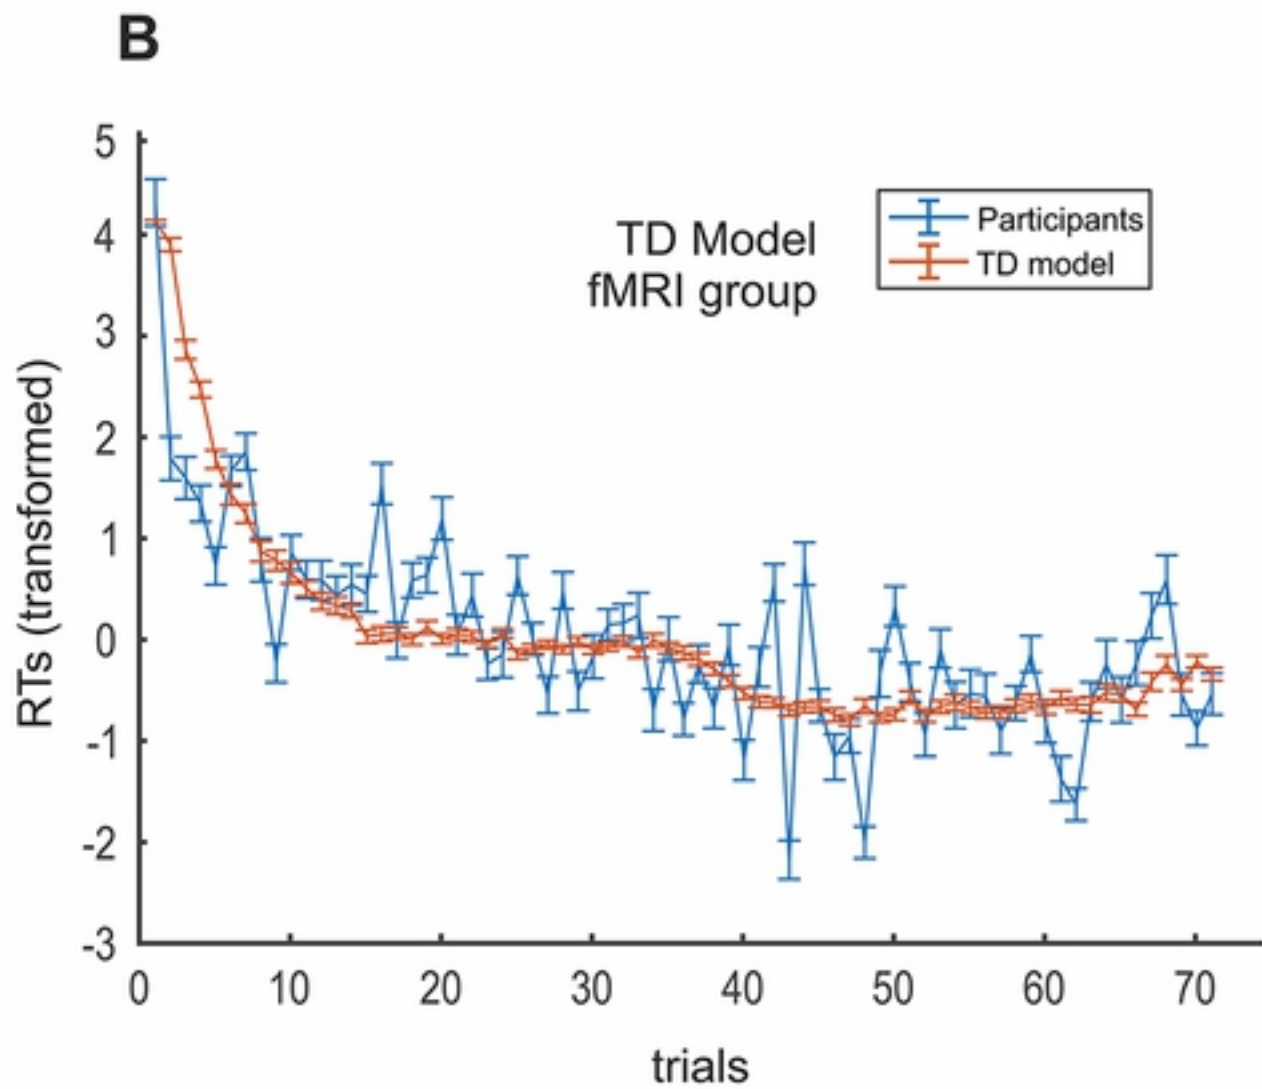 B
5
4
3
2
1
0
-1
-2
-3
RTs (transformed)
TD Model
fMRI group
Participants
TD model
0 10 20 30 40 50 60 70
trials